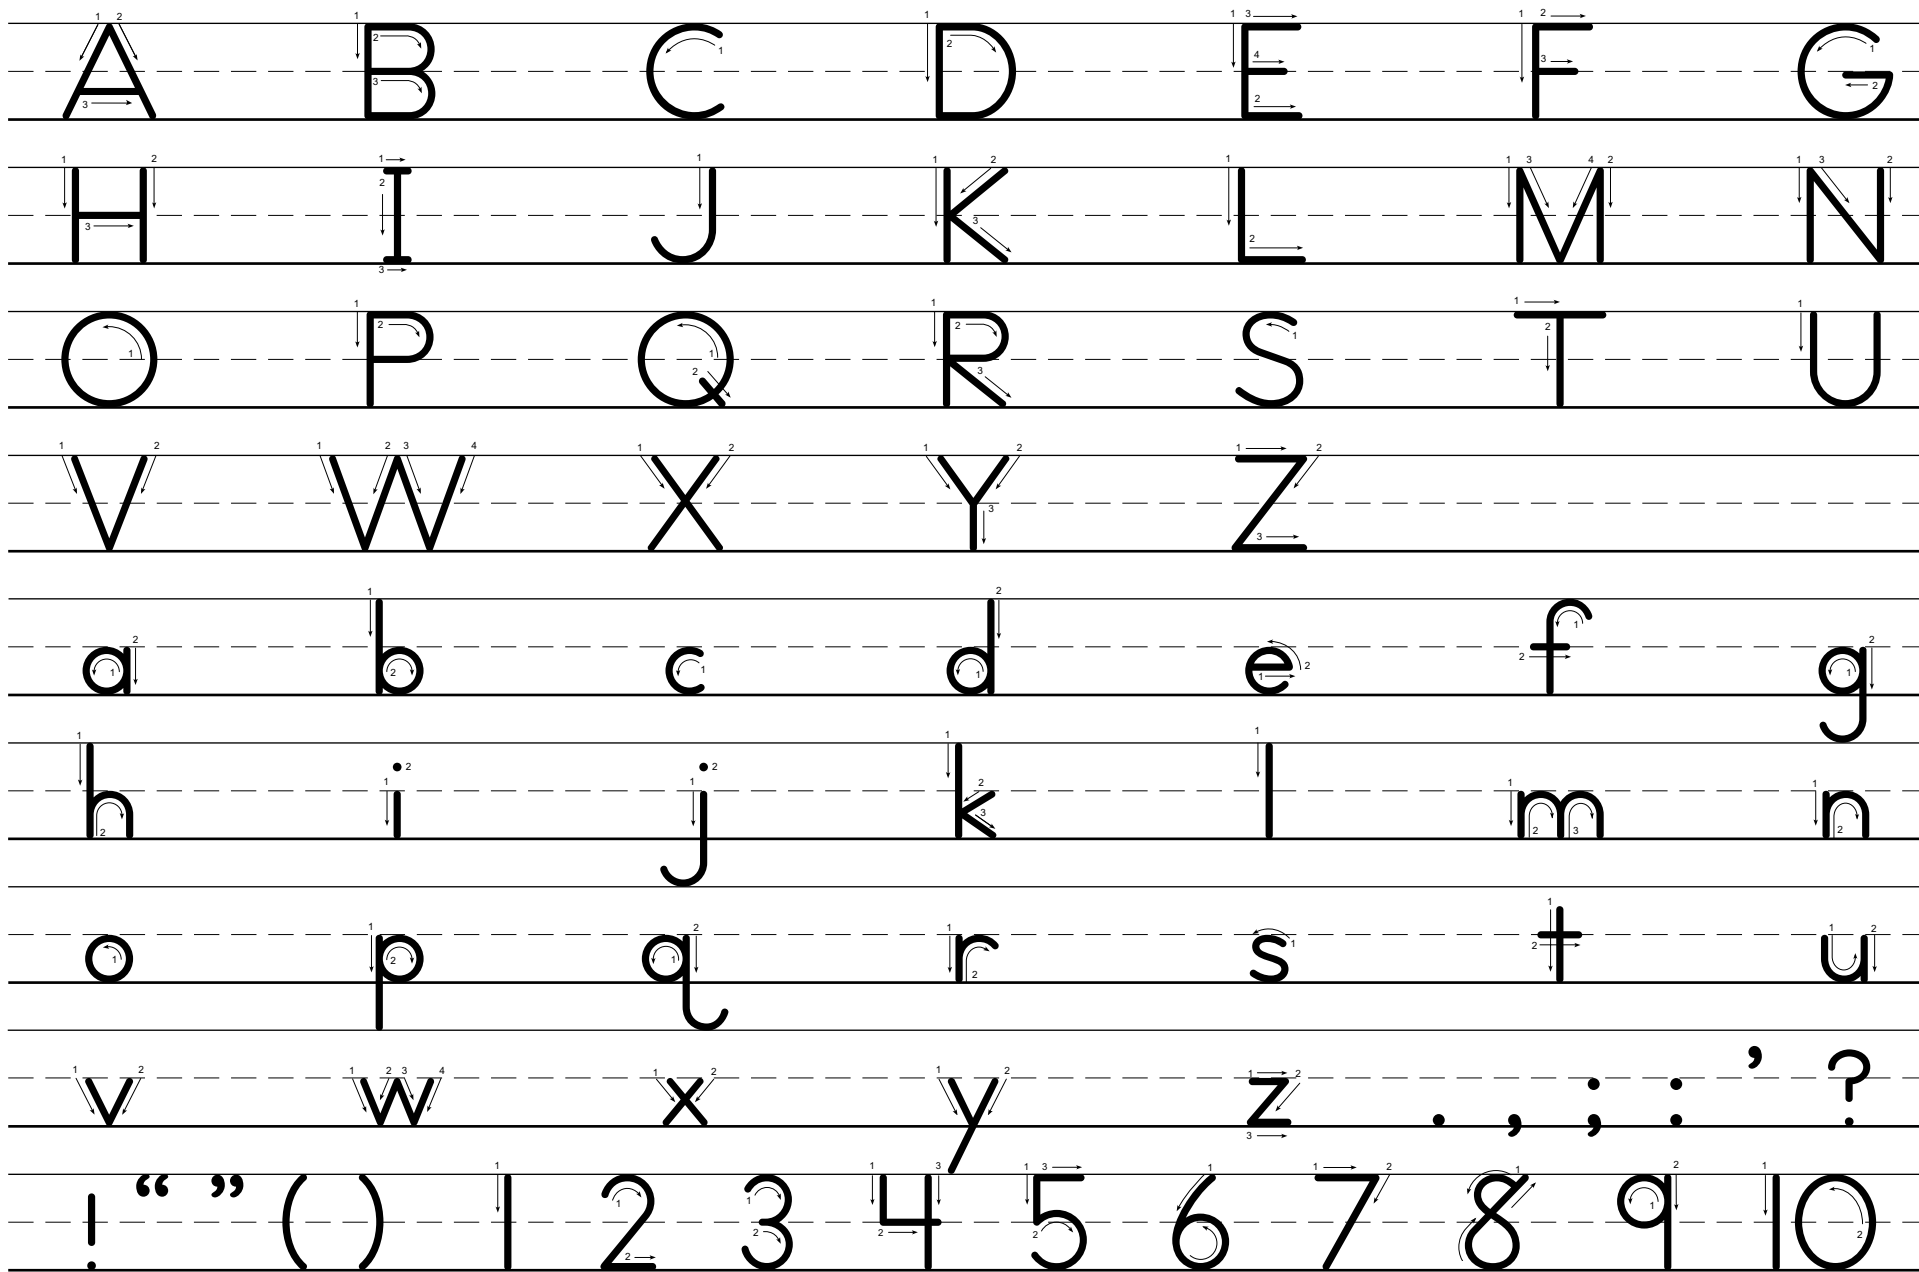 A B C D E F G
H I J K L M N
O P Q R S T U
V W X Y Z
a b c d e f g
h i j k l m n
o p q r s t u
v w x y z . , ; : ’ ?
! “ ” ( ) 1 2 3 4 5 6 7 8 9 10